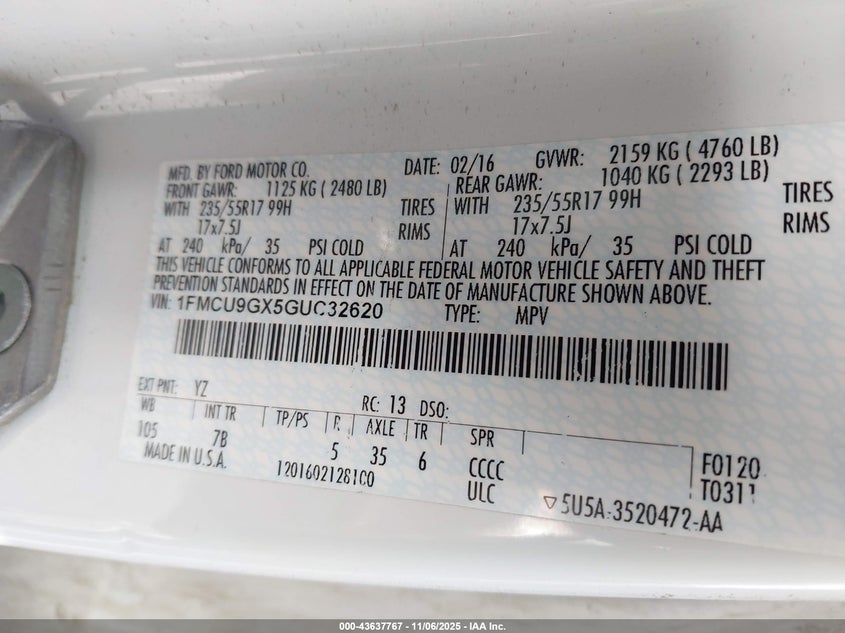 MFD. BY FORD MOTOR CO. DATE: 02/16 GVWR: 2159 KG ( 4760 LB)
FRONT GAWR: 1125 KG ( 2480 LB) REAR GAWR: 1040 KG ( 2293 LB)
WITH 235/55R17 99H TIRES WITH 235/55R17 99H TIRES
17x7.5J RIMS 17x7.5J RIMS
AT 240 kPa/ 35 PSI COLD AT 240 kPa/ 35 PSI COLD
THIS VEHICLE CONFORMS TO ALL APPLICABLE FEDERAL MOTOR VEHICLE SAFETY AND THEFT
PREVENTION STANDARDS IN EFFECT ON THE DATE OF MANUFACTURE SHOWN ABOVE.
VIN: 1FMCU9GX5GUC32620 TYPE: MPV
EXT PNT: YZ RC: 13 DSO:
WB INT TR TP/PS R AXLE TR SPR
105 7B 5 35 6 CCCC F0120
MADE IN U.S.A. ULC T0311
5U5A-3520472-AA
000-43637767 - 11/06/2025 - IAA Inc.